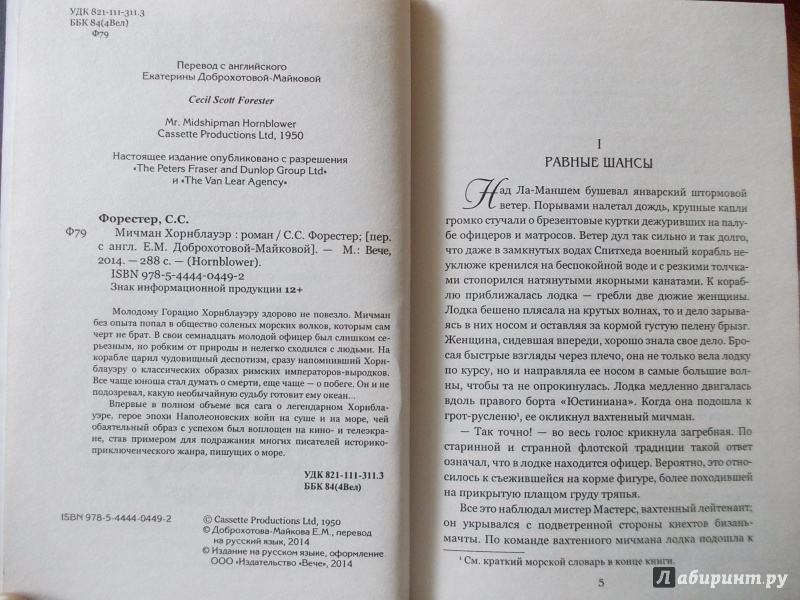 УДК 821-111-311.3
ББК 84(4Вел)
Ф79
Перевод с английского
Екатерины Доброхотовой-Майковой
Cecil Scott Forester
Mr. Midshipman Hornblower
Cassette Productions Ltd, 1950
Настоящее издание опубликовано с разрешения
«The Peters Fraser and Dunlop Group Ltd»
и «The Van Lear Agency»
Форестер, С.С.
Ф79 Мичман Хорнблауэр : роман / С.С. Форестер; [пер.
с англ. Е.М. Доброхотовой-Майковой]. — М.: Вече,
2014. — 288 с. — (Hornblower).
ISBN 978-5-4444-0449-2
Знак информационной продукции 12+
Молодому Горацио Хорнблауэру здорово не повезло. Мичман
без опыта попал в общество соленых морских волков, которым сам
черт не брат. В свои семнадцать молодой офицер был слишком се-
рьезным, но робким от природы и нелегко сходился с людьми. На
корабле царил чудовищный деспотизм, сразу напомнивший Хорн-
блауэру о классических образах римских императоров-выродков.
Все чаще юноша стал думать о смерти, еще чаще — о побеге. Он и не
подозревал, какую необычайную судьбу готовит ему океан...
Впервые в полном объеме вся сага о легендарном Хорнбла-
уэре, герое эпохи Наполеоновских войн на суше и на море, чей
обаятельный образ с успехом был воплощен на кино- и телеэкра-
не, став примером для подражания многих писателей историко-
приключенческого жанра, пишущих о море.
УДК 821-111-311.3
ББК 84(4Вел)
ISBN 978-5-4444-0449-2
© Cassette Productions Ltd, 1950
© Доброхотова-Майкова Е.М., перевод
на русский язык, 2014
© Издание на русском языке, оформление
ООО «Издательство «Вече», 2014
I
РАВНЫЕ ШАНСЫ
Над Ла-Маншем бушевал январский штормовой
ветер. Порывами налетал дождь, крупные капли
громко стучали о брезентовые куртки дежуривших на па-
лубе офицеров и матросов. Ветер дул так сильно и так долго,
что даже в замкнутых водах Спитхеда военный корабль не-
уклюже кренился на беспокойной воде и с резкими толчка-
ми стопорился натянутыми якорными канатами. К кораб-
лю приближалась лодка — гребли две дюжие женщины.
Лодка бешено плясала на крутых волнах, то и дело зарыва-
ясь в них носом и оставляя за кормой густую пелену брызг.
Женщина, сидевшая впереди, хорошо знала свое дело. Бро-
сая быстрые взгляды через плечо, она не только вела лодку
по курсу, но и направляла ее носом в самые большие вол-
ны, чтобы та не опрокинулась. Лодка медленно двигалась
вдоль правого борта «Юстиниана». Когда она подошла к
грот-русленю¹, ее окликнул вахтенный мичман.
— Так точно! — во весь голос крикнула загребная. По
старинной и странной флотской традиции такой ответ
означал, что в лодке находится офицер. Вероятно, это отно-
силось к съежившейся на корме фигуре, более походившей
на прикрытую плащом груду тряпья.
Все это наблюдал мистер Мастерс, вахтенный лейтенант;
он укрывался с подветренной стороны кнехтов бизань-
мачты. По команде вахтенного мичмана лодка подошла к
¹ См. краткий морской словарь в конце книги.
5
Лабиринт.ру